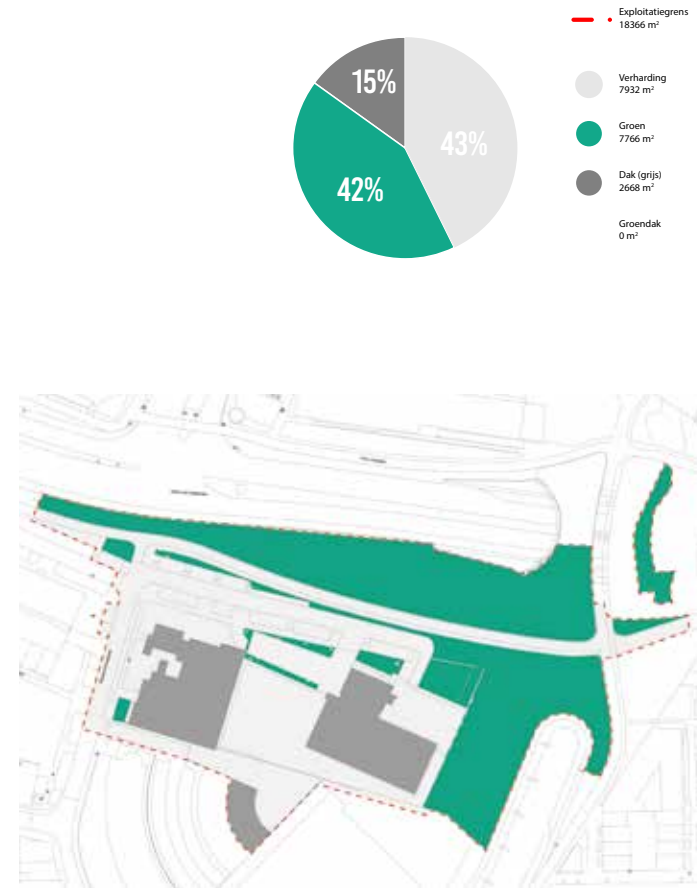 Exploitatiegrens
18366 m²
15%
43%
42%
Verharding
7932 m²
Groen
7766 m²
Dak (grijs)
2668 m²
Groendak
0 m²